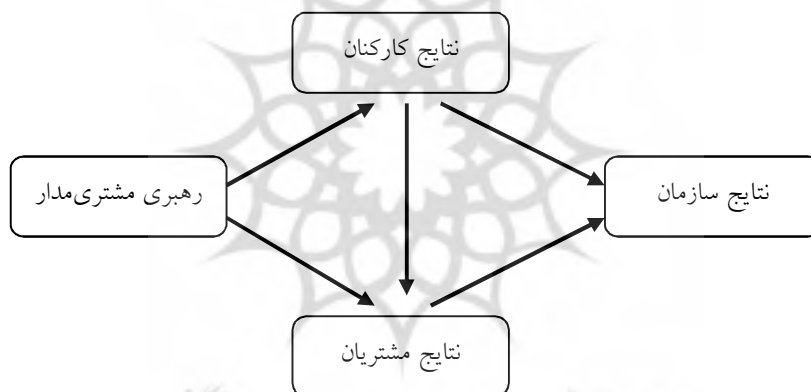 نتایج کارکنان
رهبری مشتری‌مدار
نتایج سازمان
نتایج مشتریان